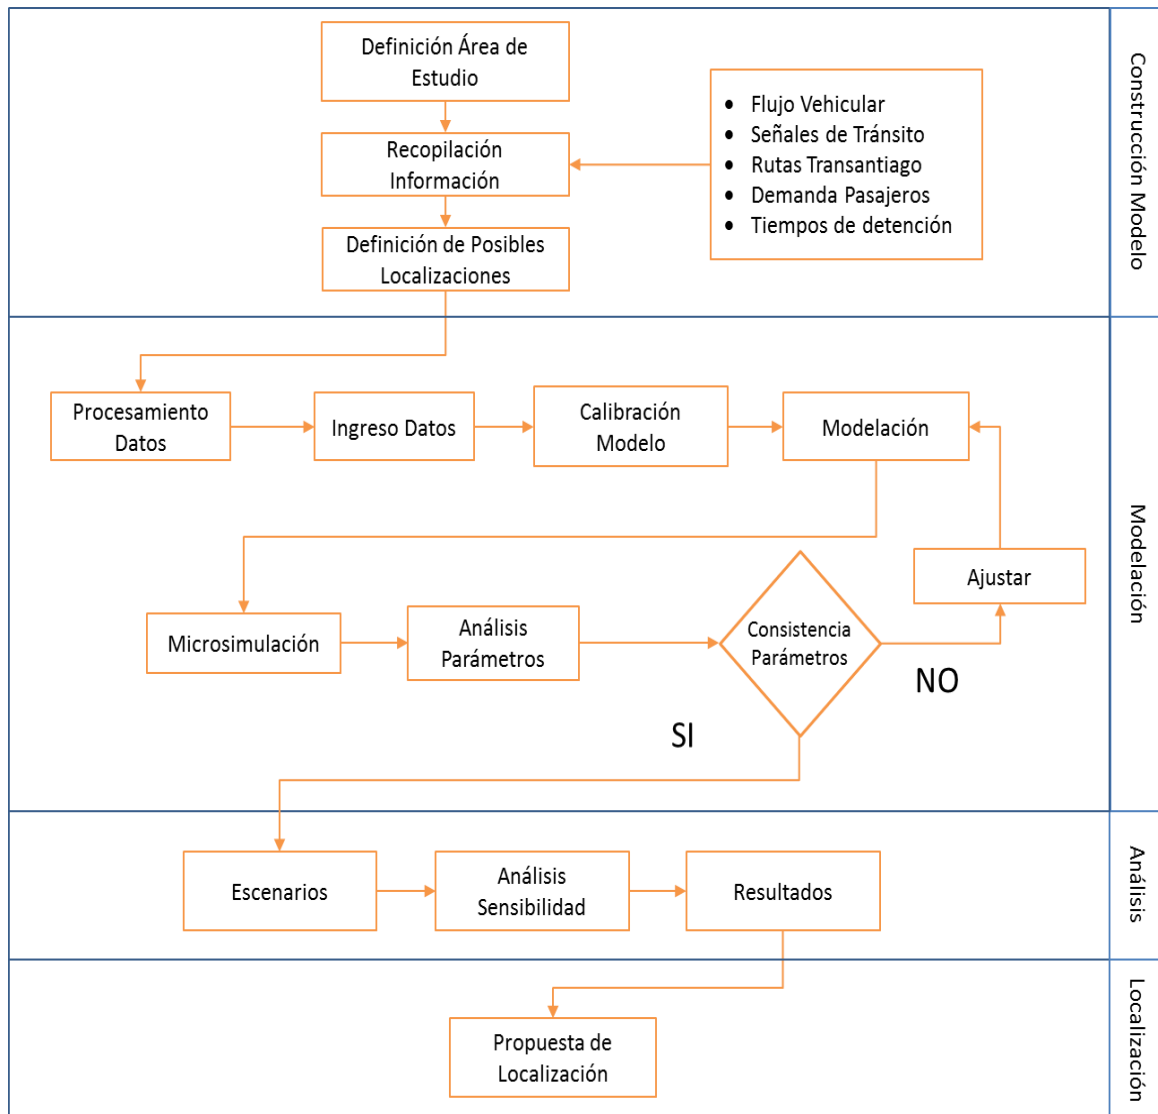 Definición Área de
Estudio
Recopilación
Información
Definición de Posibles
Localizaciones
• Flujo Vehicular
• Señales de Tránsito
• Rutas Transantiago
• Demanda Pasajeros
• Tiempos de detención
Construcción Modelo
Procesamiento
Datos
Ingreso Datos
Calibración
Modelo
Modelación
Microsimulación
Análisis
Parámetros
Consistencia
Parámetros
Ajustar
NO
SI
Modelación
Escenarios
Análisis
Sensibilidad
Resultados
Análisis
Propuesta de
Localización
Localización